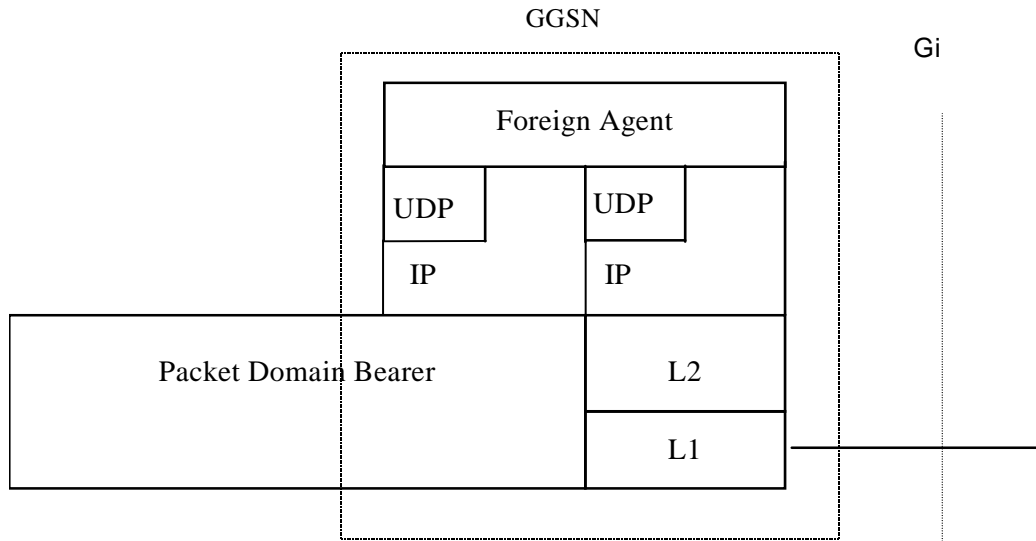 GGSN
Gi
Foreign Agent
UDP
UDP
IP
IP
Packet Domain Bearer
L2
L1